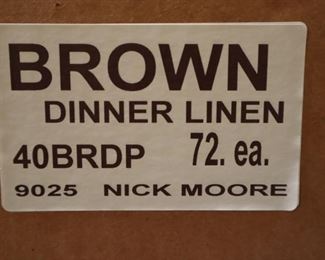 BROWN
DINNER LINEN
40BRDP 72. ea.
9025 NICK MOORE